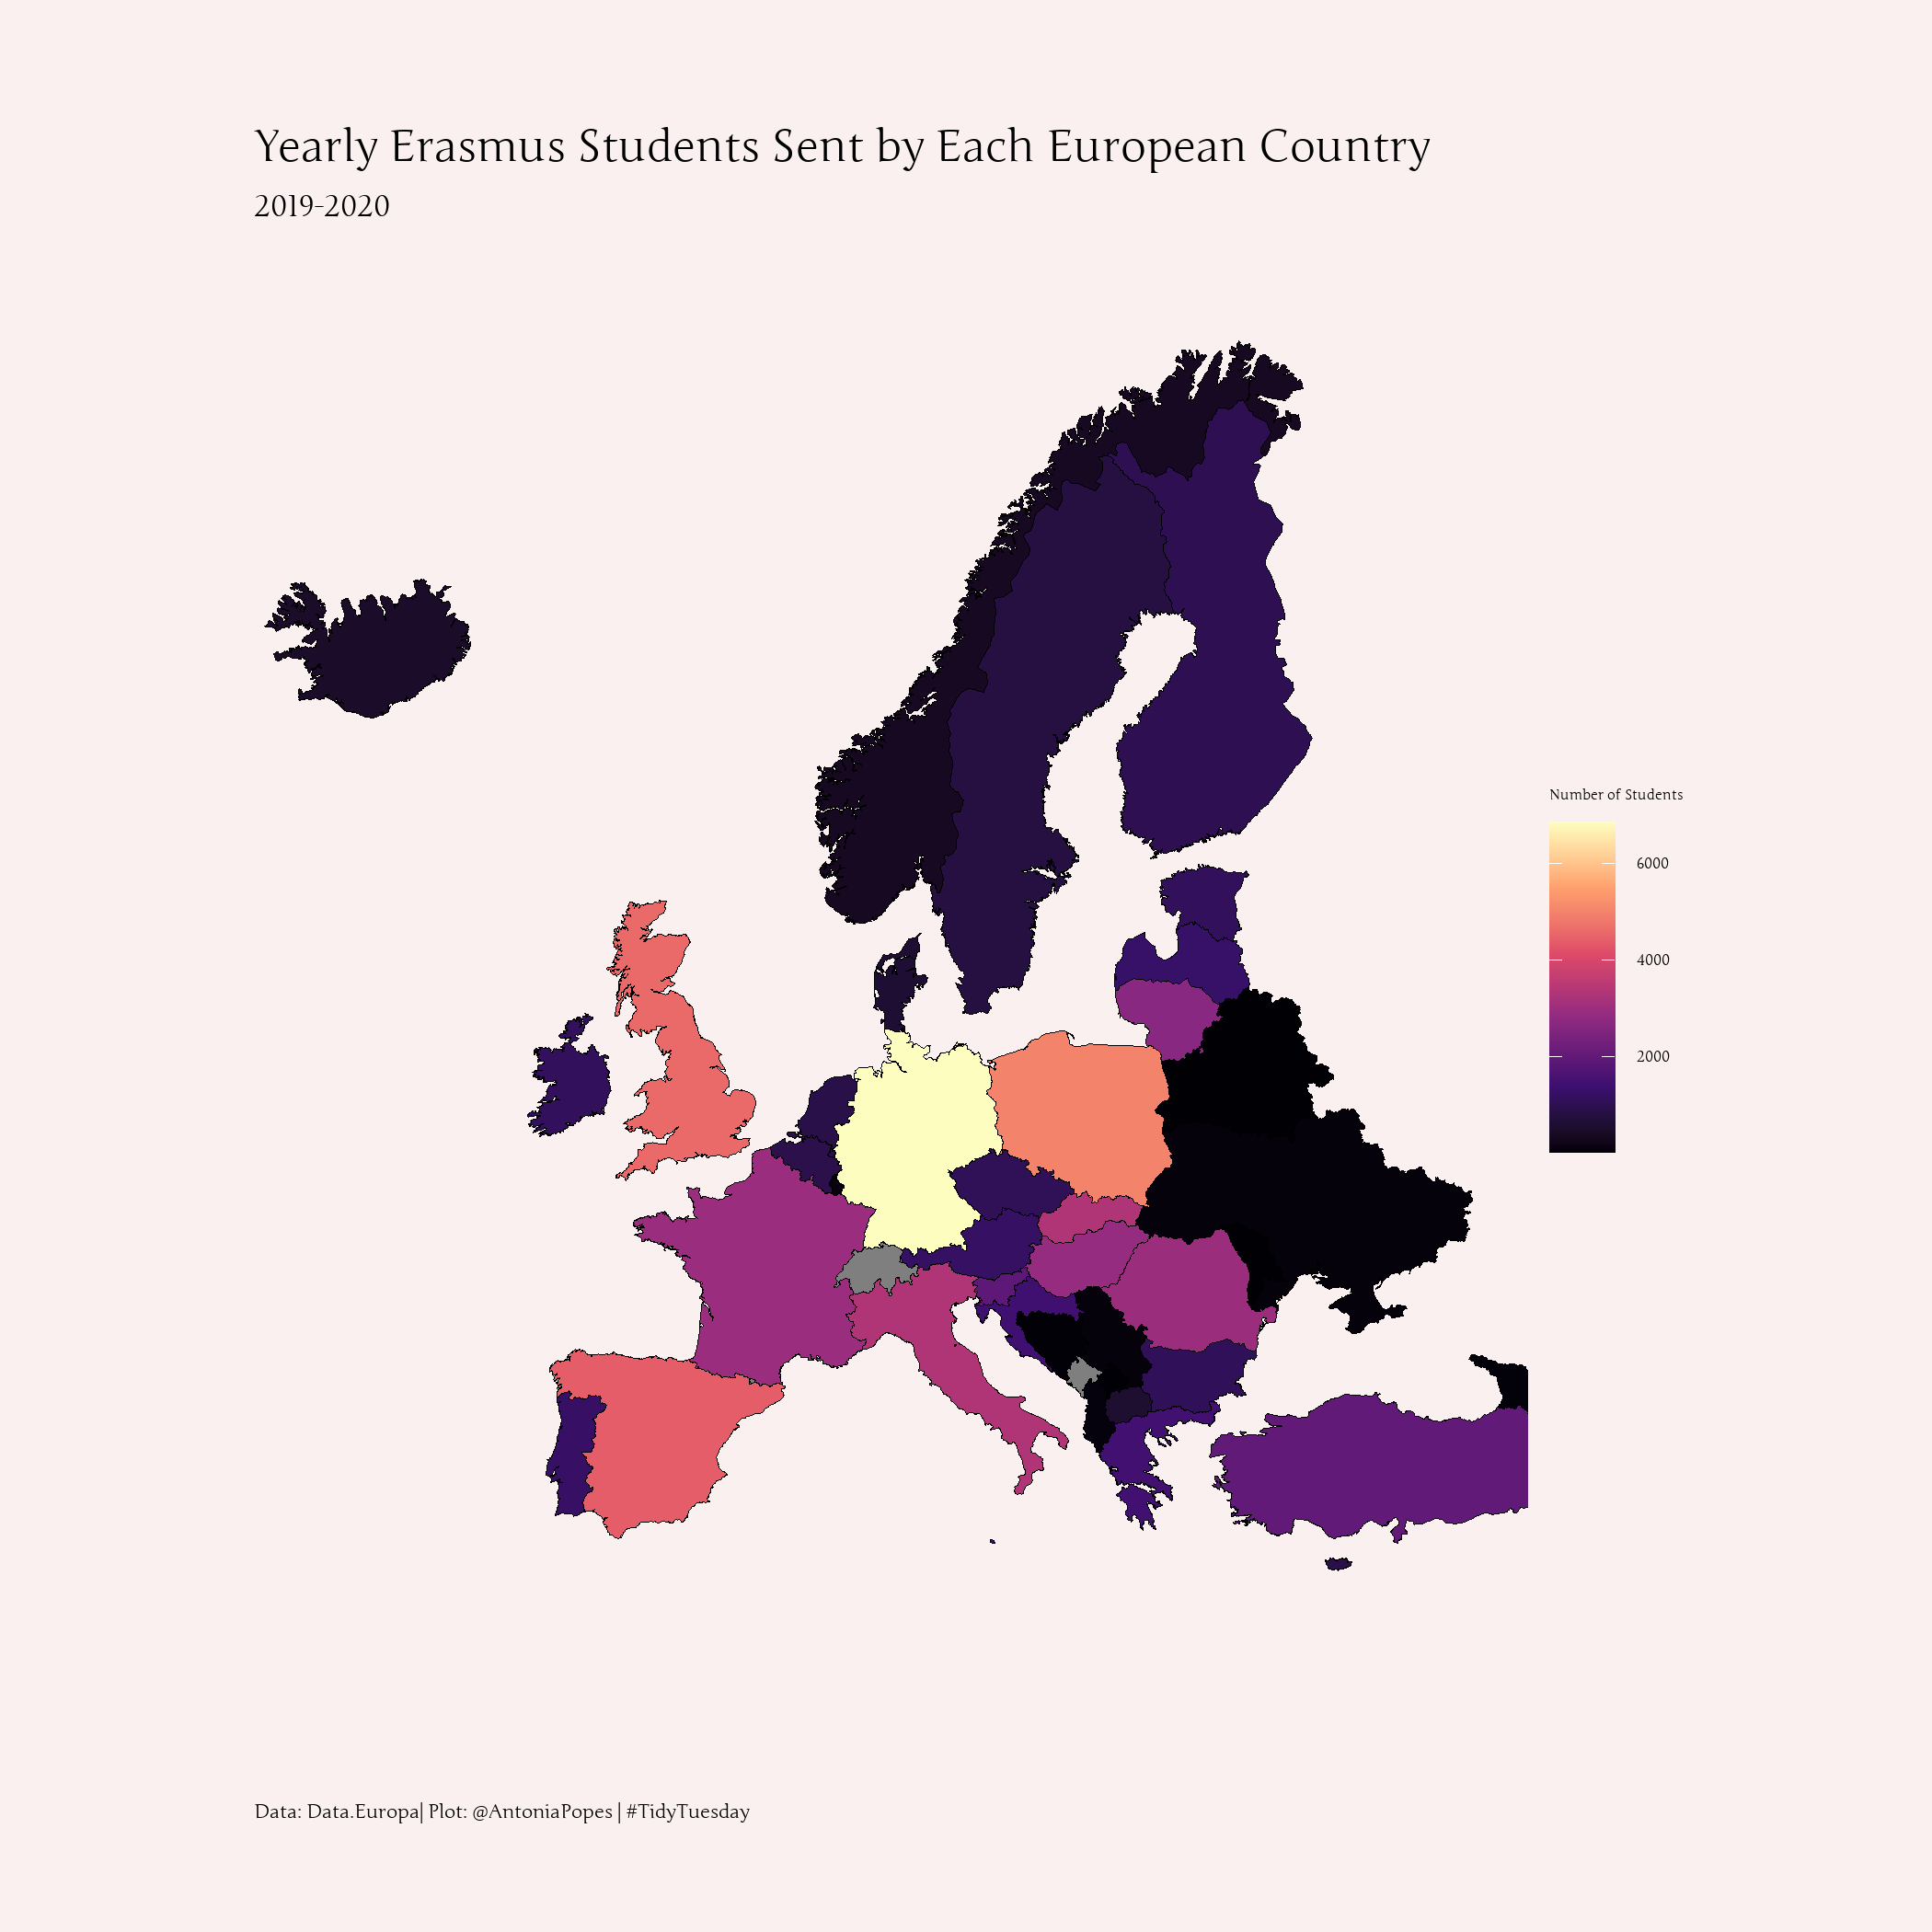 Yearly Erasmus Students Sent by Each European Country
2019-2020
Number of Students
6000
4000
2000
Data: Data.Europa| Plot: @AntoniaPopes | #TidyTuesday